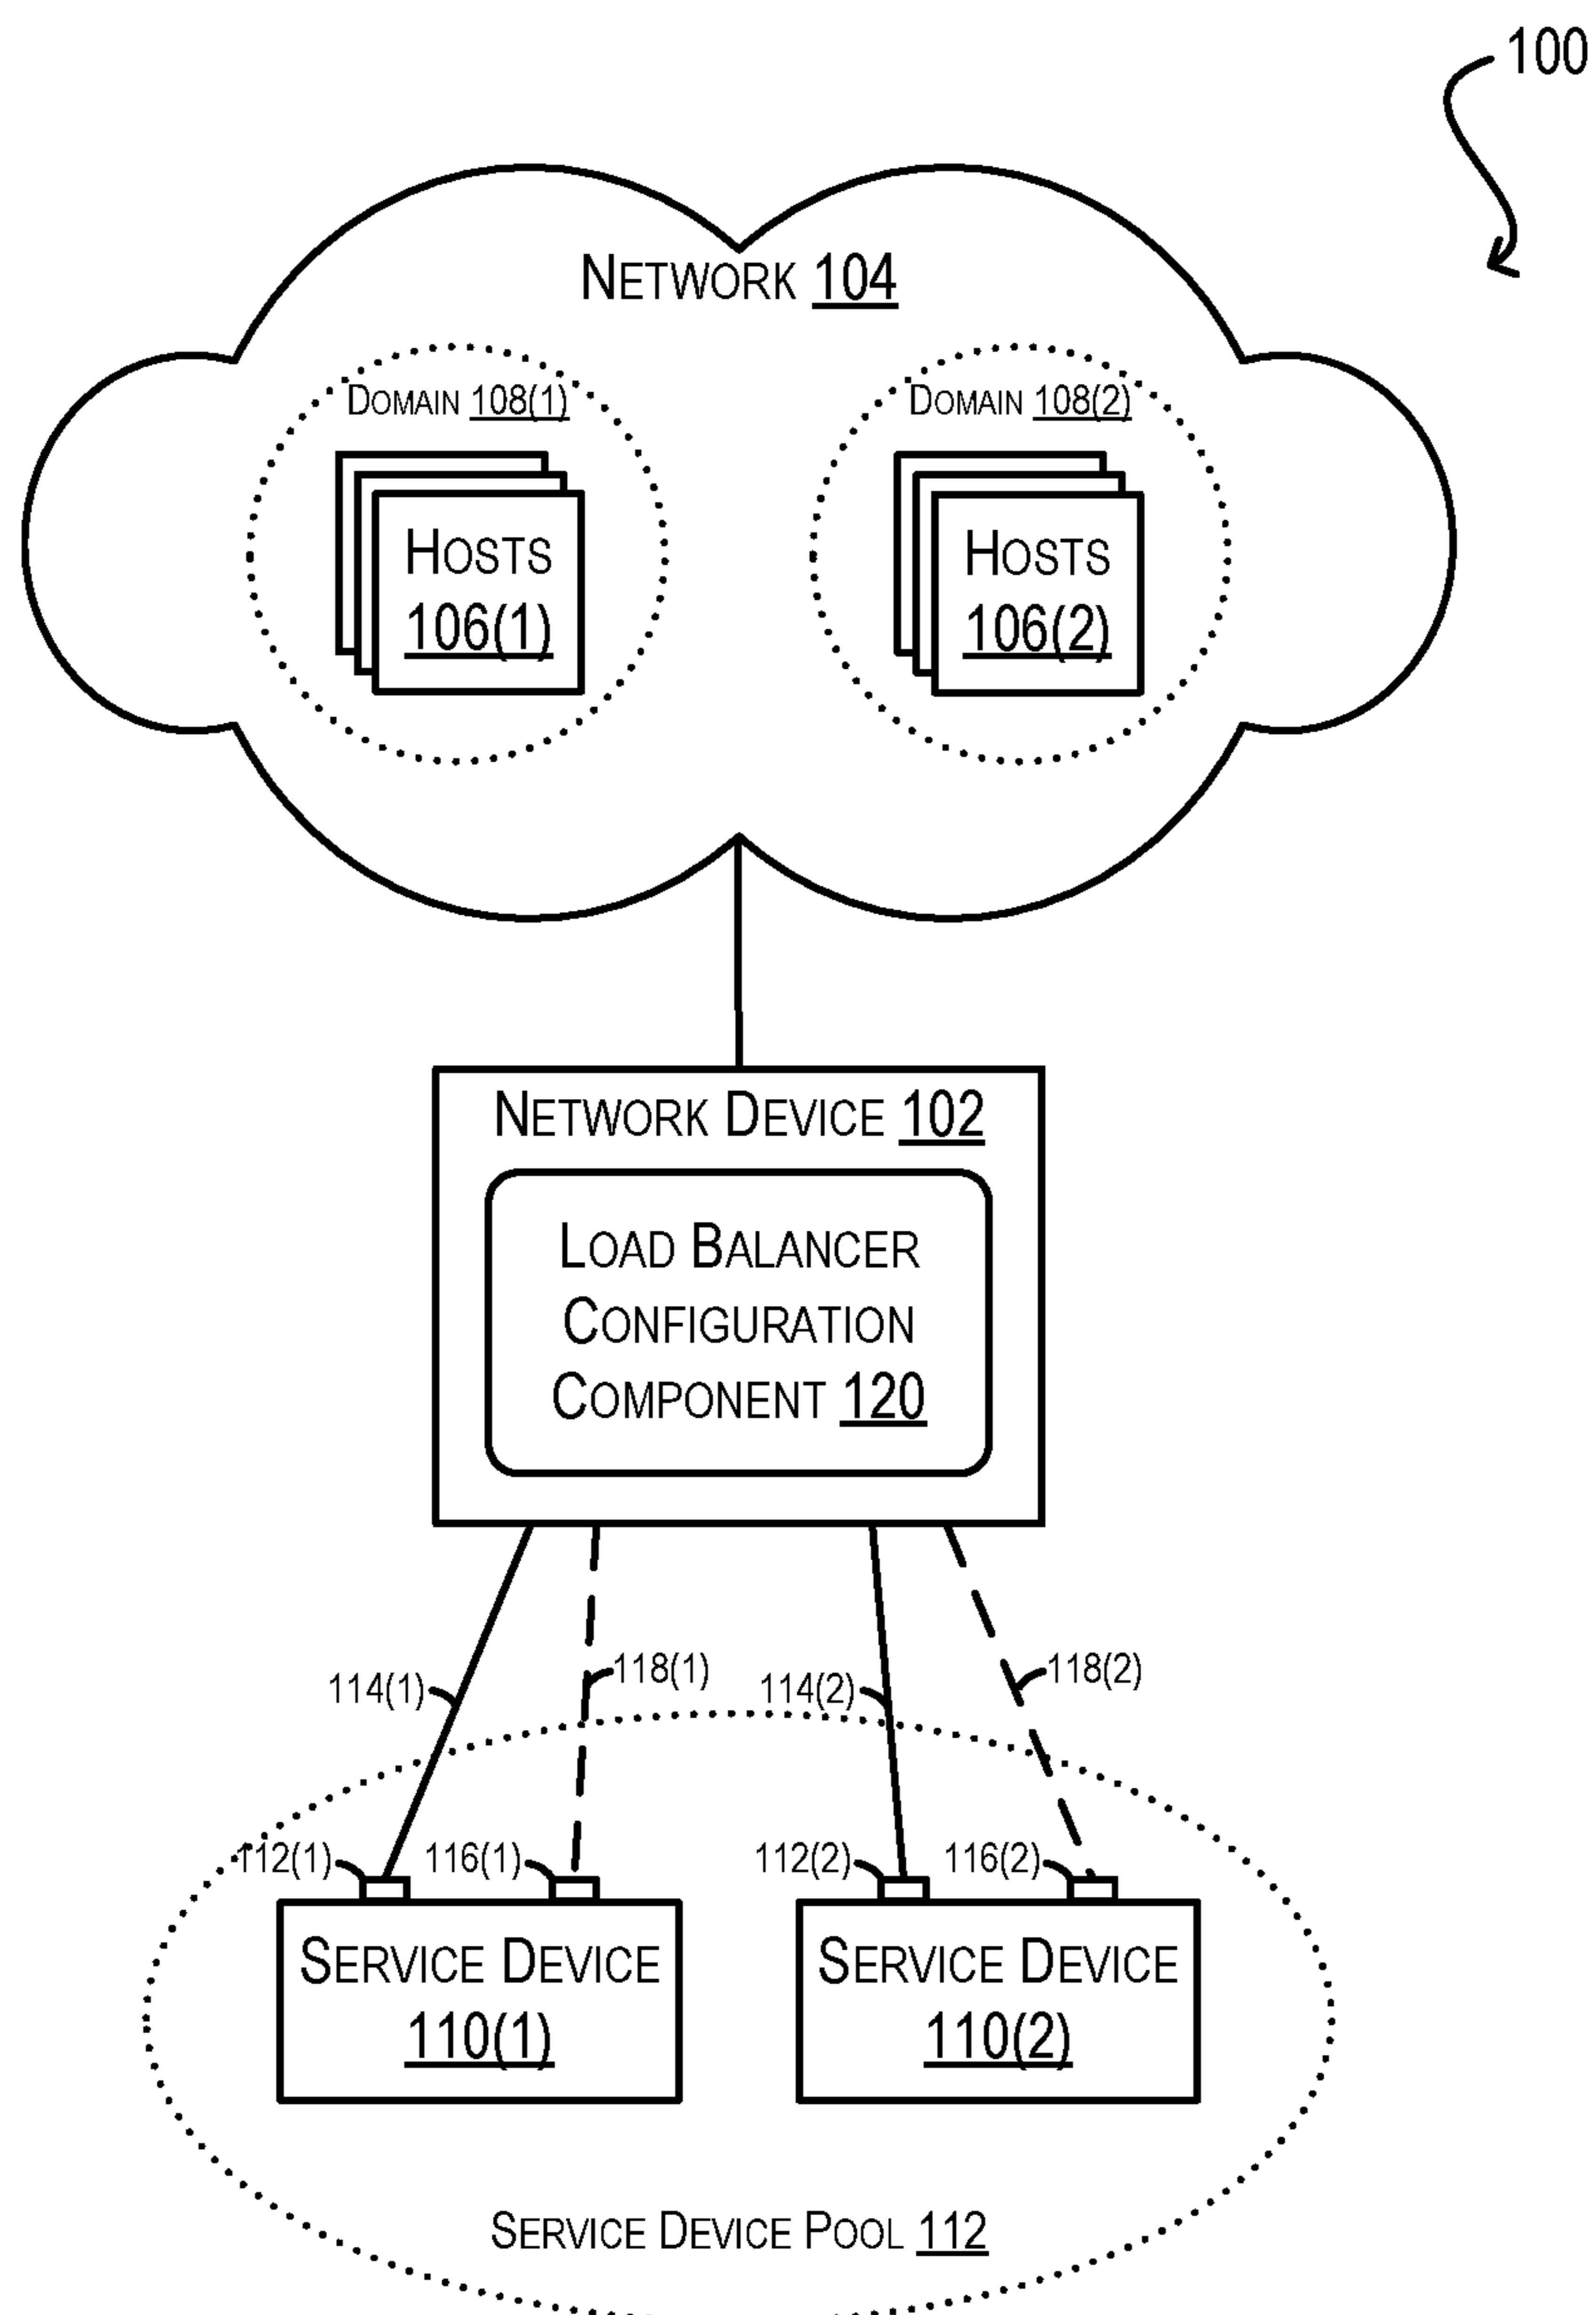 100
NETWORK 104
DOMAIN 108(1)
DOMAIN 108(2)
HOSTS
106(1)
HOSTS
106(2)
NETWORK DEVICE 102
LOAD BALANCER
CONFIGURATION
COMPONENT 120
114(1)
118(1)
114(2)
118(2)
112(1)
116(1)
112(2)
116(2)
SERVICE DEVICE
110(1)
SERVICE DEVICE
110(2)
SERVICE DEVICE POOL 112